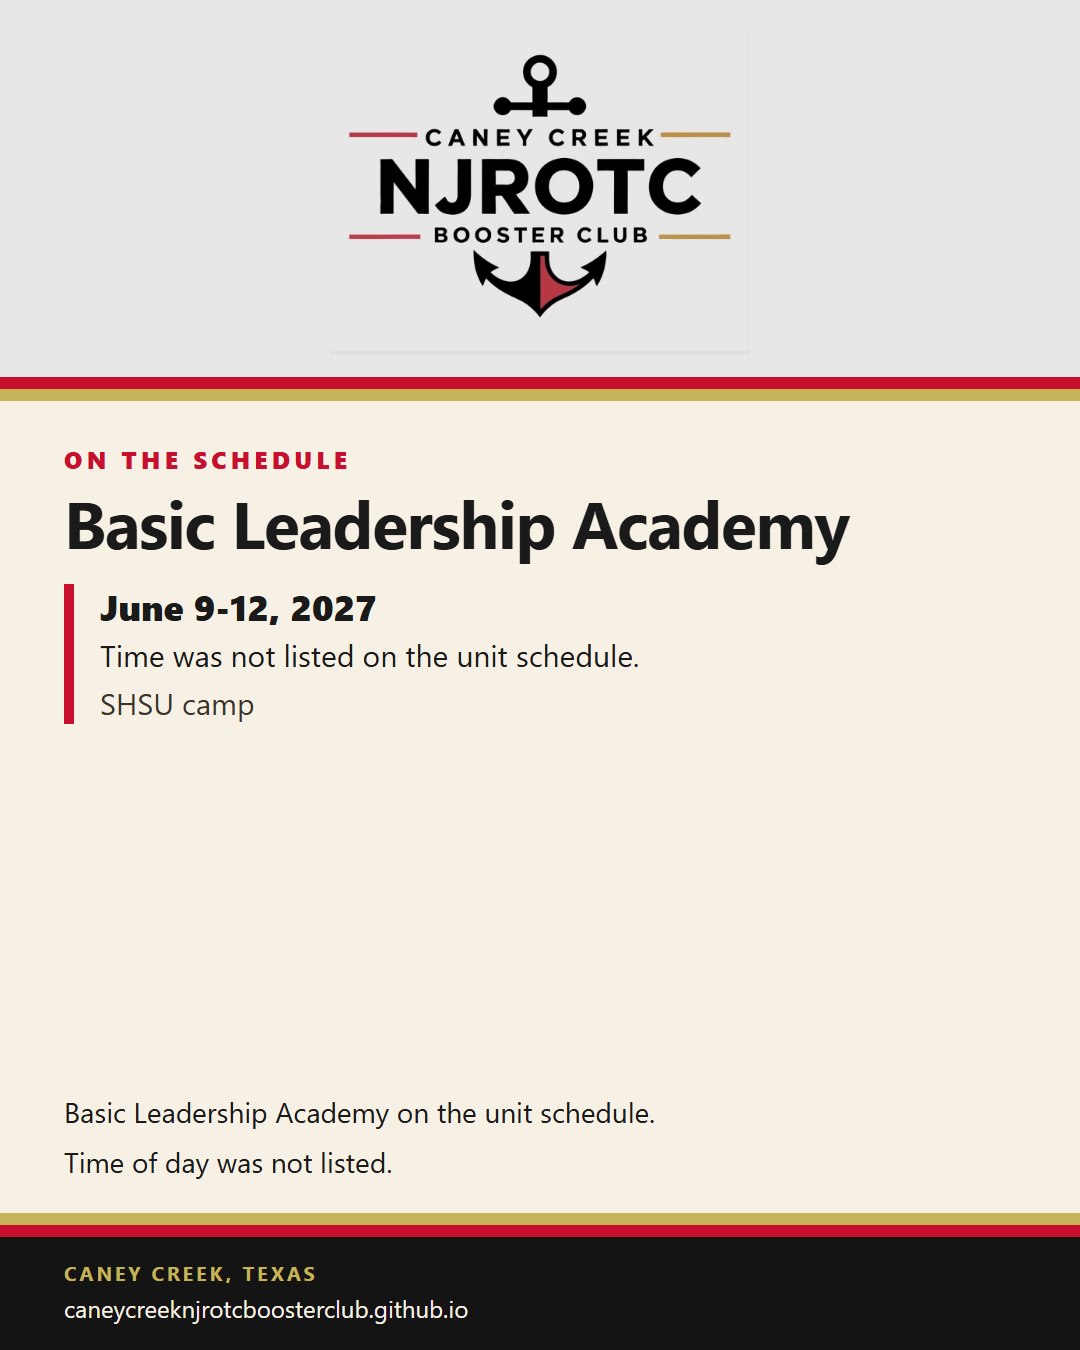 CANEY CREEK
NJROTC
BOOSTER CLUB
ON THE SCHEDULE
Basic Leadership Academy
June 9-12, 2027
Time was not listed on the unit schedule.
SHSU camp
Basic Leadership Academy on the unit schedule.
Time of day was not listed.
CANEY CREEK, TEXAS
caneycreeknjrotcboosterclub.github.io